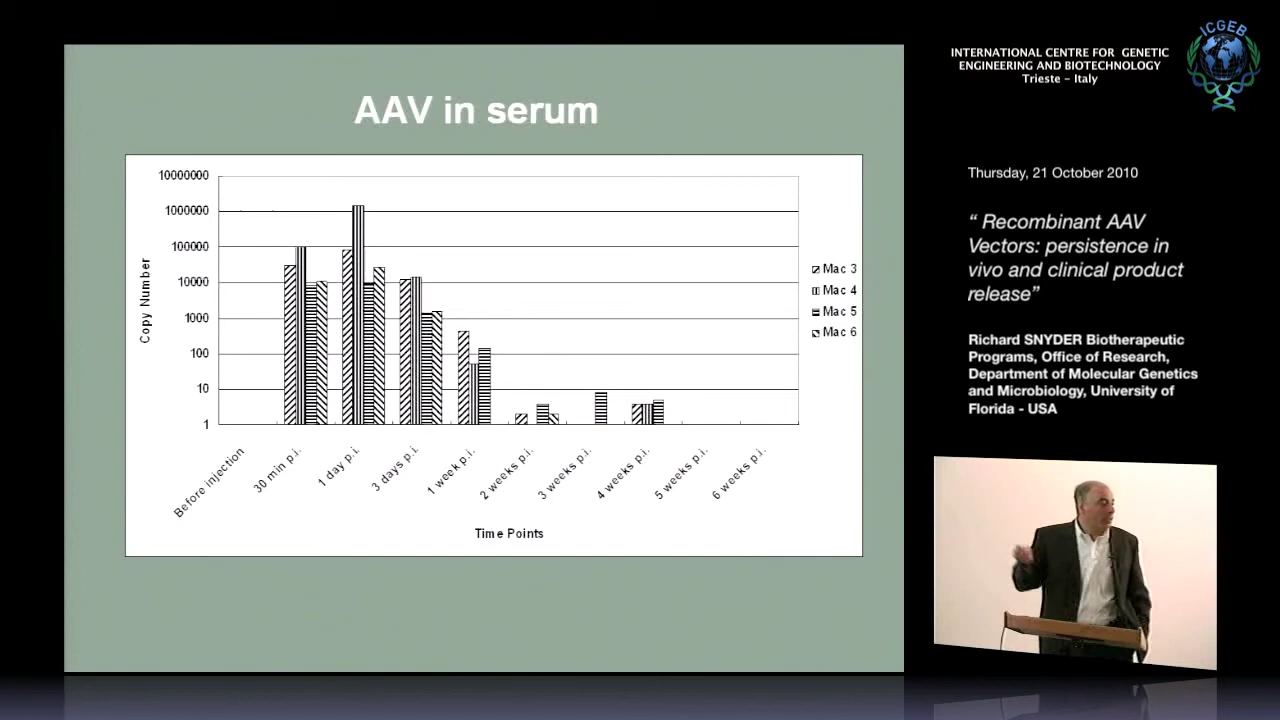 AAV in serum
10000000
1000000
100000
10000
1000
100
10
1
Copy Number
Before injection
30 min p.i.
1 day p.i.
3 days p.i.
1 week p.i.
2 weeks p.i.
3 weeks p.i.
4 weeks p.i.
5 weeks p.i.
6 weeks p.i.
Time Points
Mac 3
Mac 4
Mac 5
Mac 6
INTERNATIONAL CENTRE FOR GENETIC
ENGINEERING AND BIOTECHNOLOGY
Trieste - Italy
ICGEB
Thursday, 21 October 2010
“ Recombinant AAV
Vectors: persistence in
vivo and clinical product
release”
Richard SNYDER Biotherapeutic
Programs, Office of Research,
Department of Molecular Genetics
and Microbiology, University of
Florida - USA